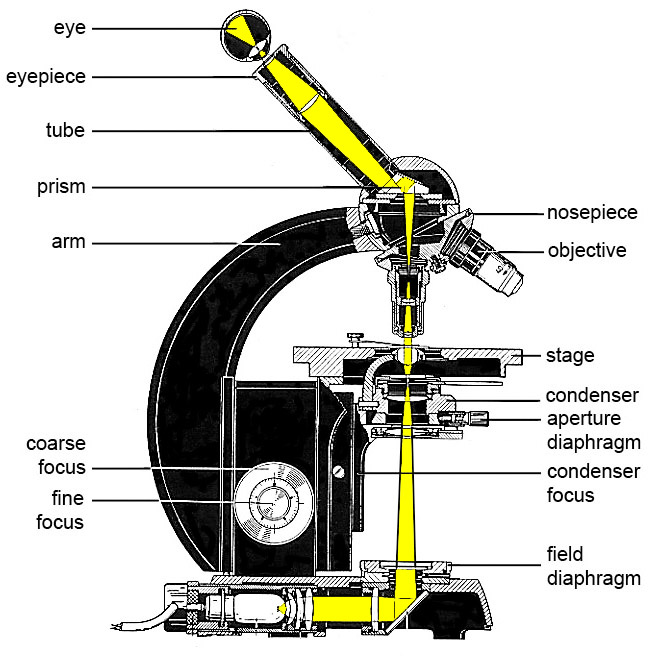 eye
eyepiece
tube
prism
arm
coarse
focus
fine
focus
nosepiece
objective
stage
condenser
aperture
diaphragm
condenser
focus
field
diaphragm